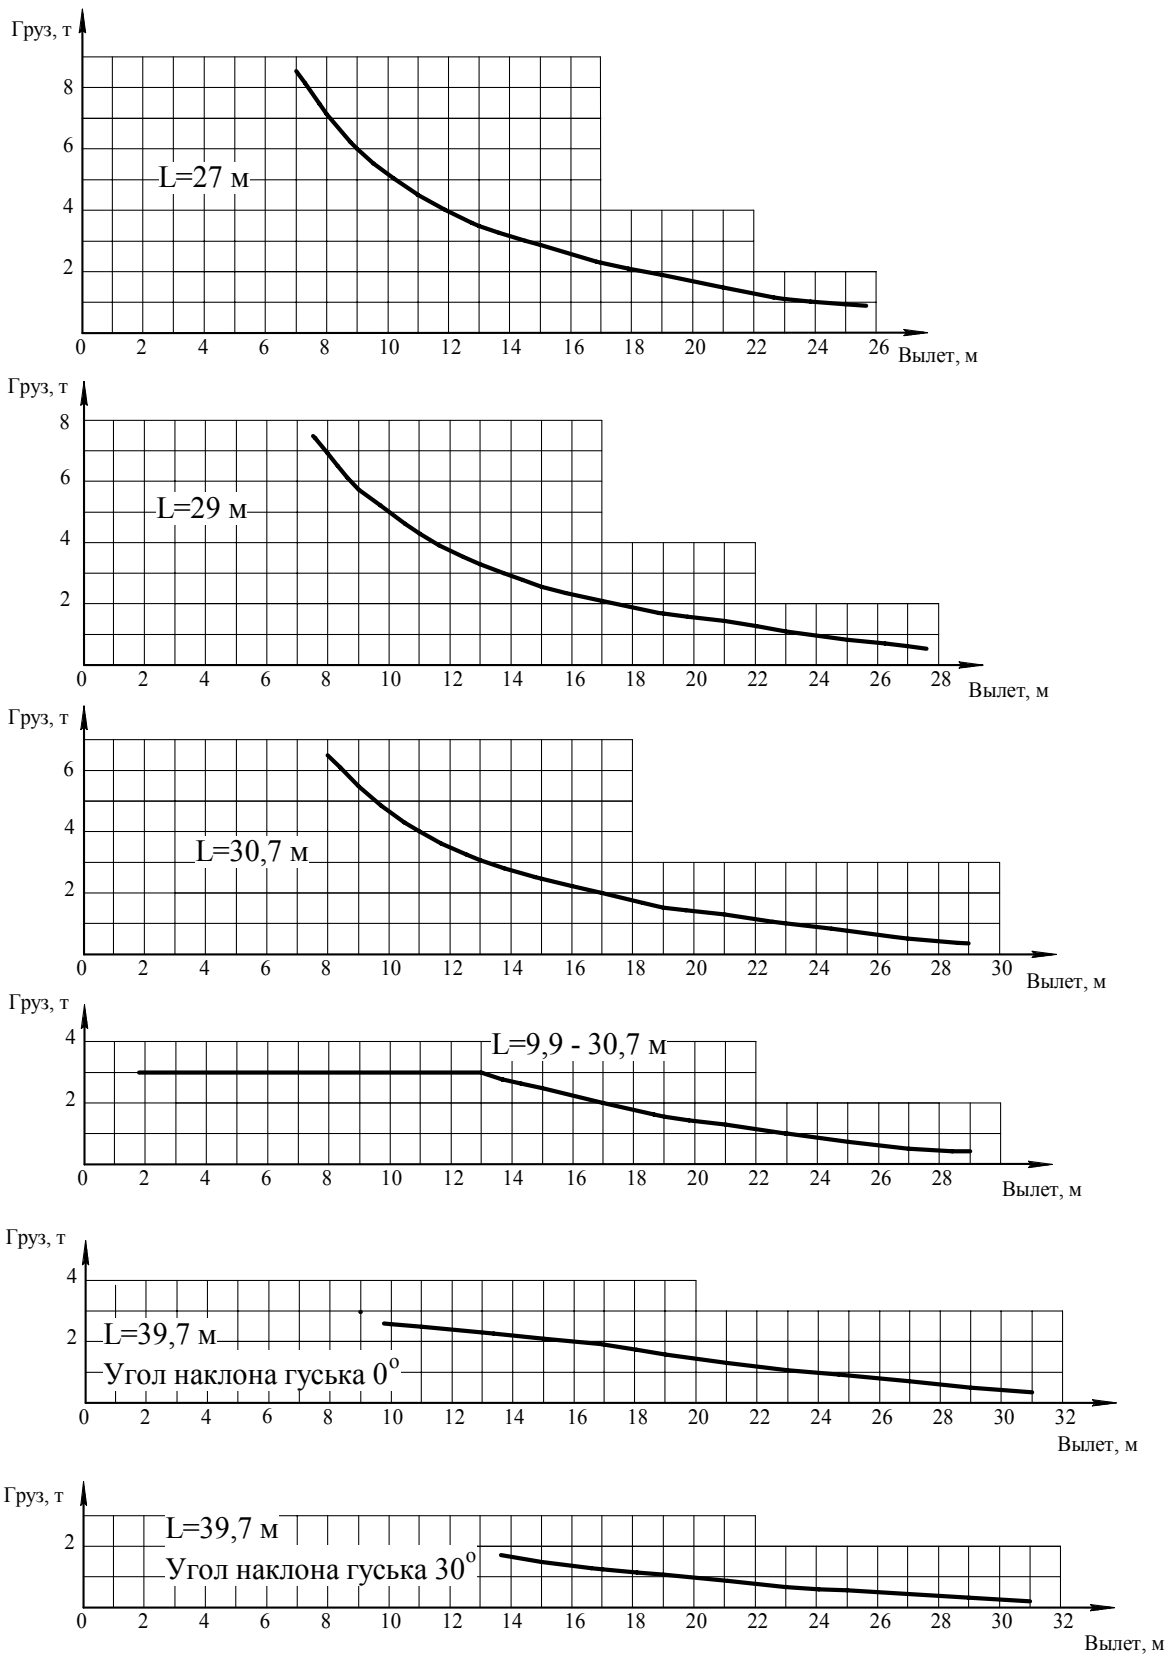 Груз, т
8
6
L=27 м
4
2
0 2 4 6 8 10 12 14 16 18 20 22 24 26 Вылет, м
Груз, т
8
6
L=29 м
4
2
0 2 4 6 8 10 12 14 16 18 20 22 24 26 28 Вылет, м
Груз, т
6
4
L=30,7 м
2
0 2 4 6 8 10 12 14 16 18 20 22 24 26 28 30
Вылет, м
Груз, т
4 L=9,9 - 30,7 м
2
0 2 4 6 8 10 12 14 16 18 20 22 24 26 28
Вылет, м
Груз, т
4
2 L=39,7 м
Угол наклона гуська 0°
0 2 4 6 8 10 12 14 16 18 20 22 24 26 28 30 32
Вылет, м
Груз, т
L=39,7 м
2
Угол наклона гуська 30°
0 2 4 6 8 10 12 14 16 18 20 22 24 26 28 30 32
Вылет, м